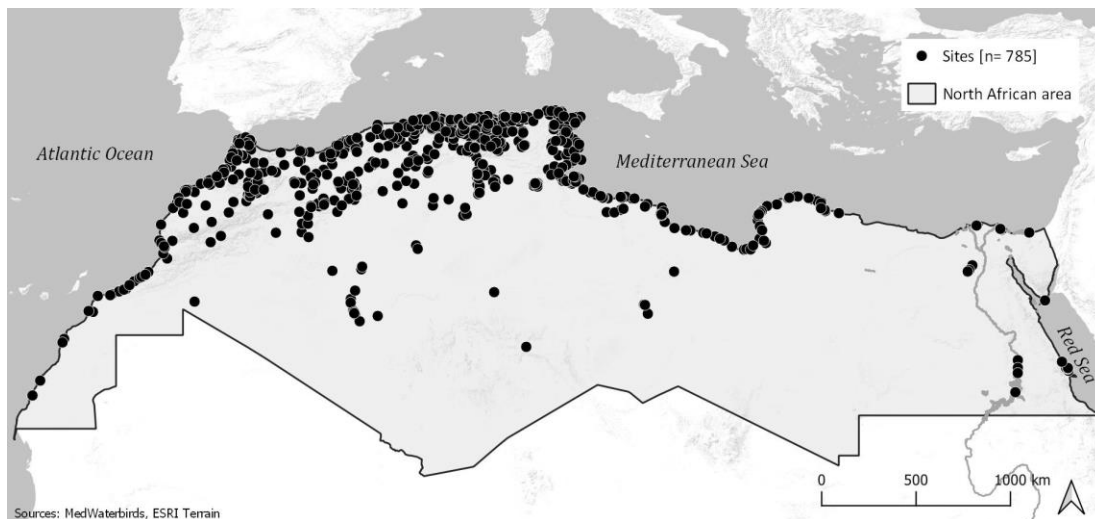 Sites [n= 785]
North African area
Atlantic Ocean
Mediterranean Sea
Red Sea
0 500 1000 km
Sources: MedWaterbirds, ESRI Terrain